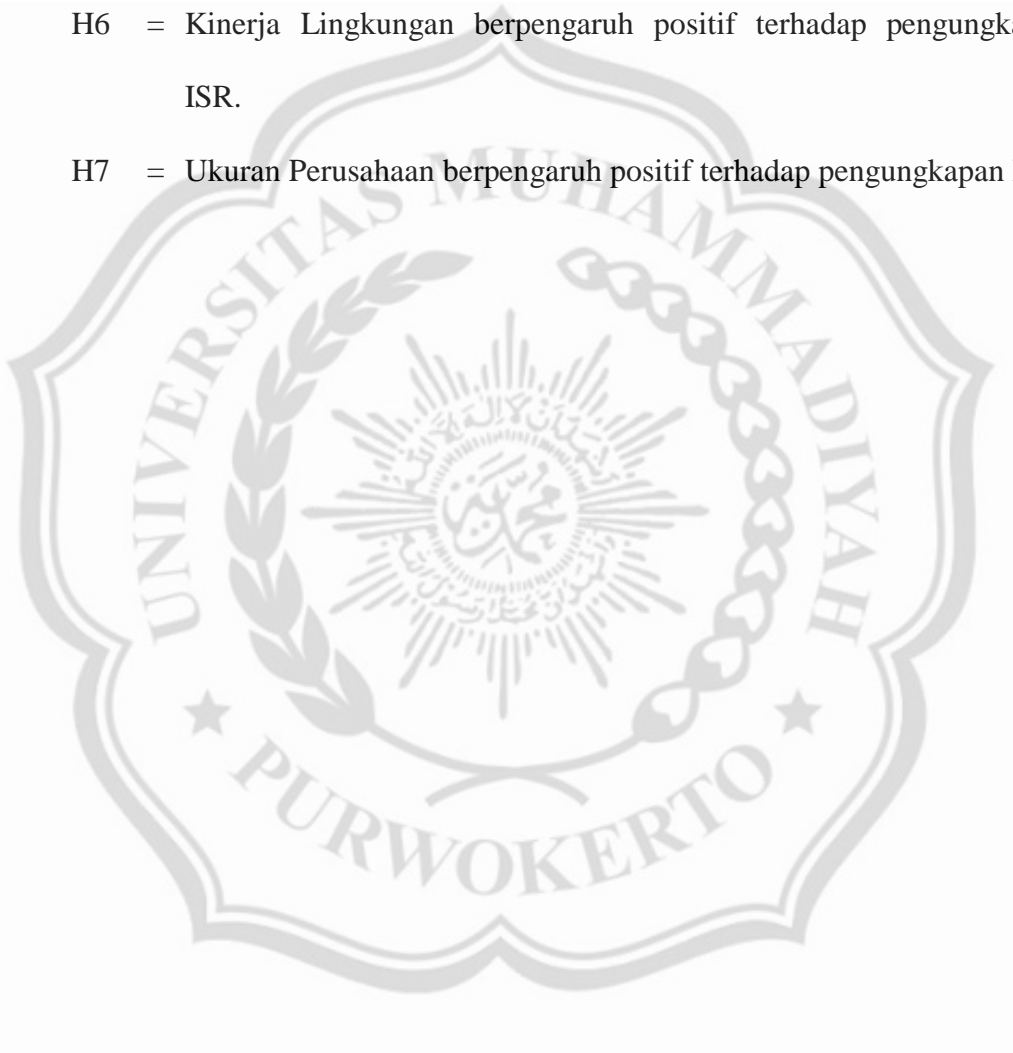 H6 = Kinerja Lingkungan berpengaruh positif terhadap pengungka
ISR.
H7 = Ukuran Perusahaan berpengaruh positif terhadap pengungkapan
UNIVERSITAS MUHAMMADIYAH
PURWOKERTO